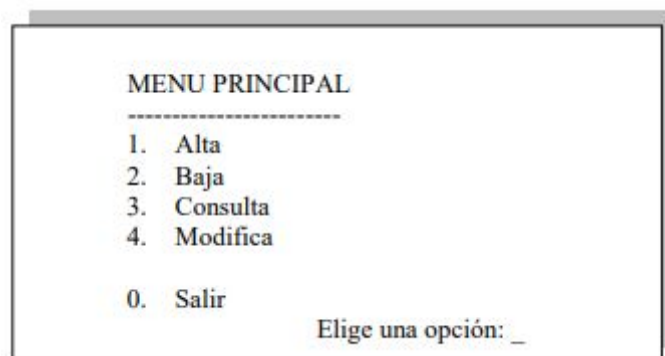 MENU PRINCIPAL
------------------------
1. Alta
2. Baja
3. Consulta
4. Modifica
0. Salir
Elige una opción: _